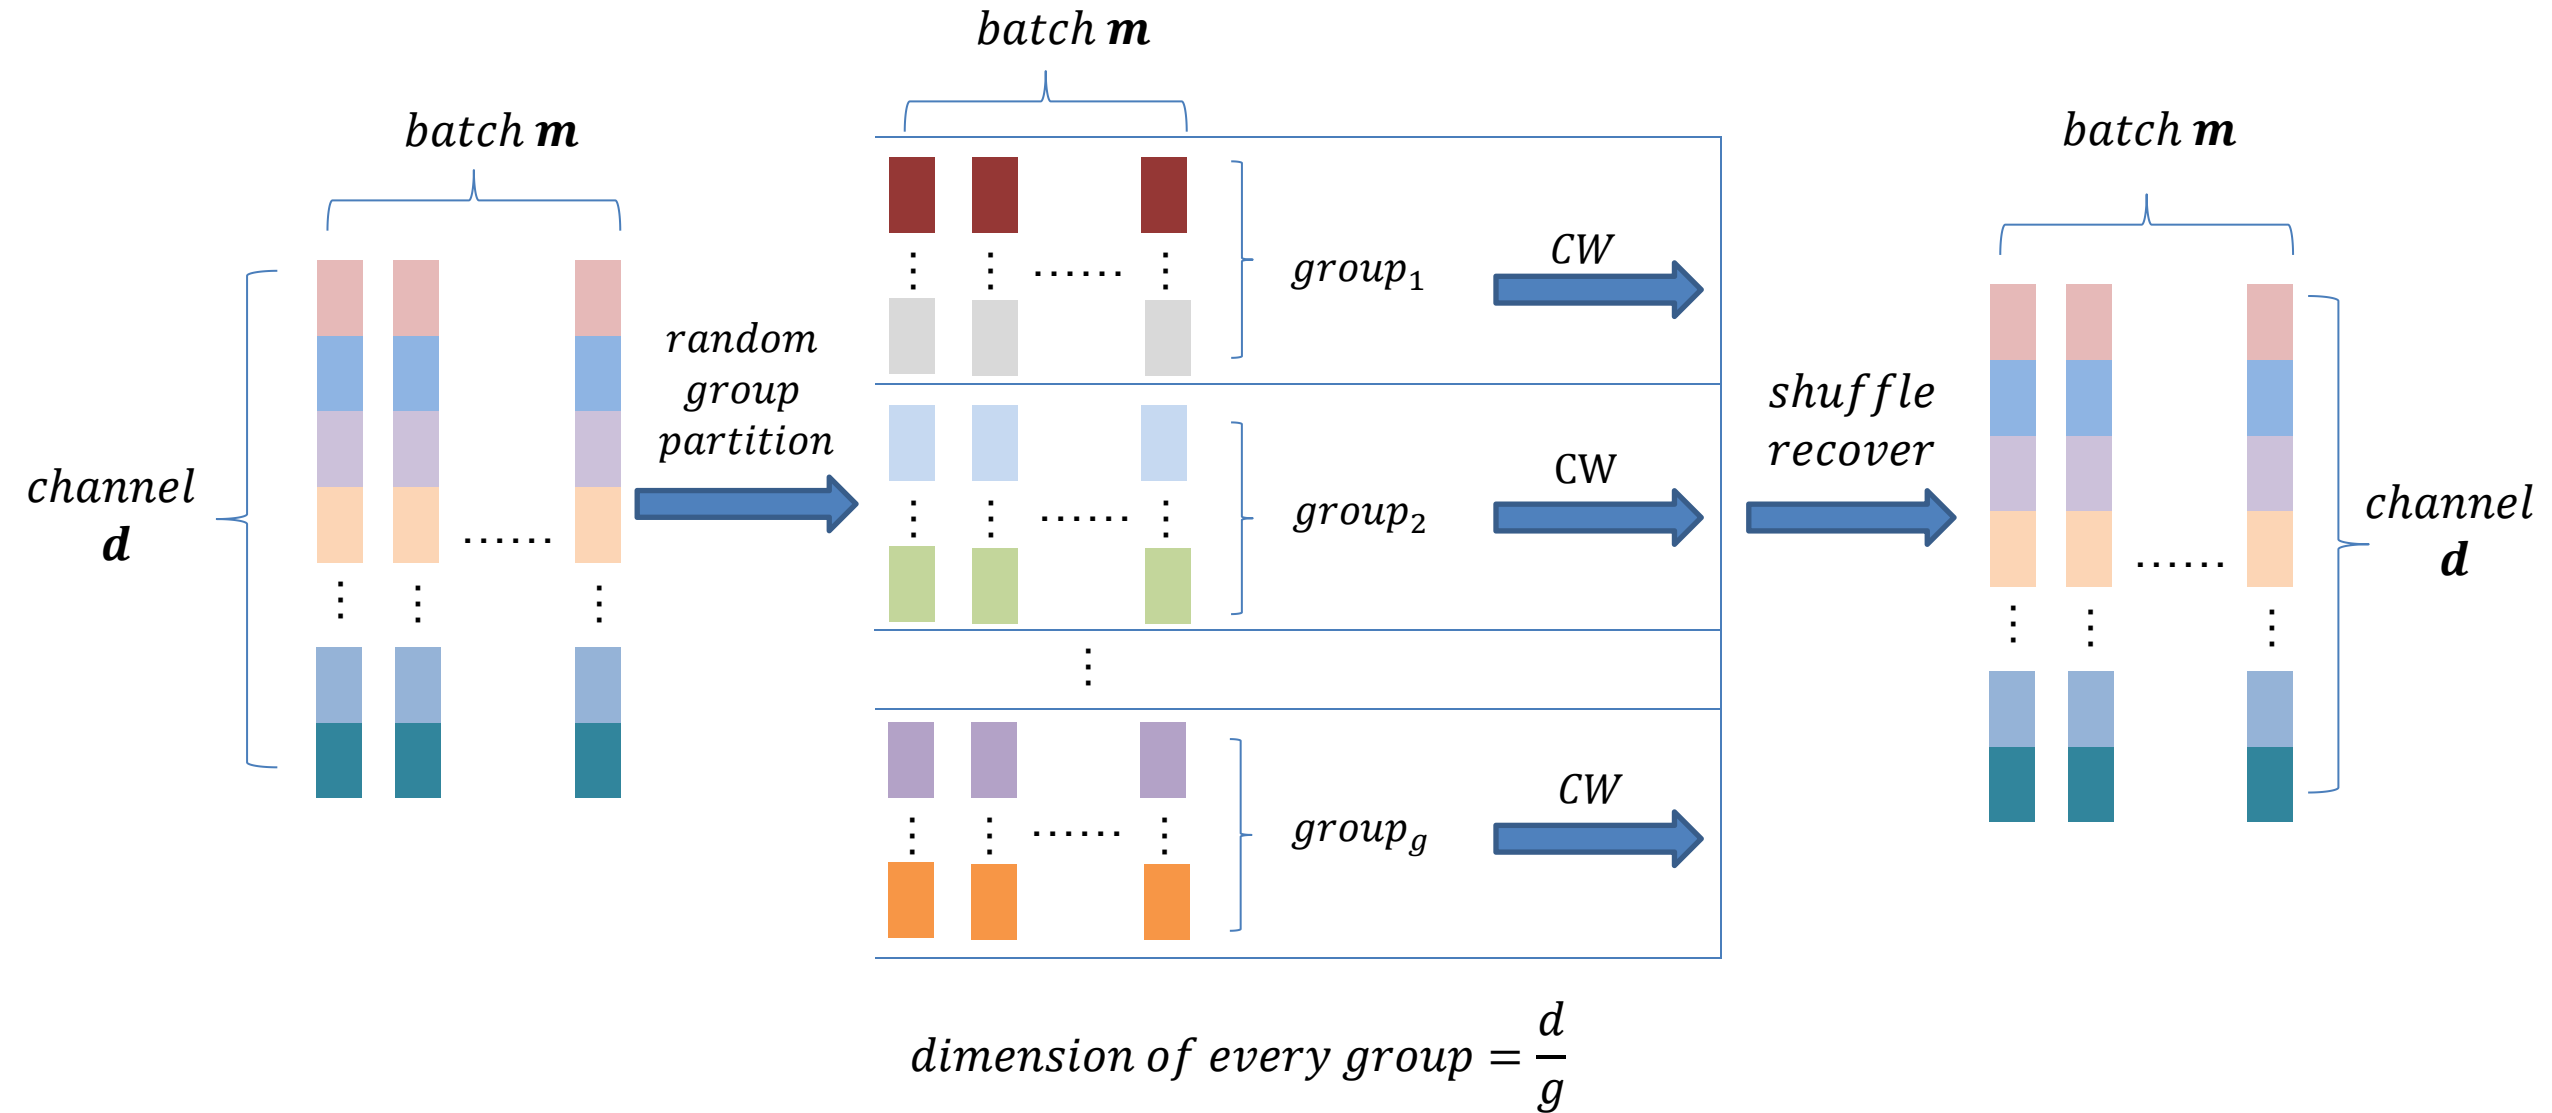 batch m
channel
d
random
group
partition
batch m
group₁
CW
group₂
CW
group_g
CW
dimension of every group = d/g
shuffle
recover
batch m
channel
d